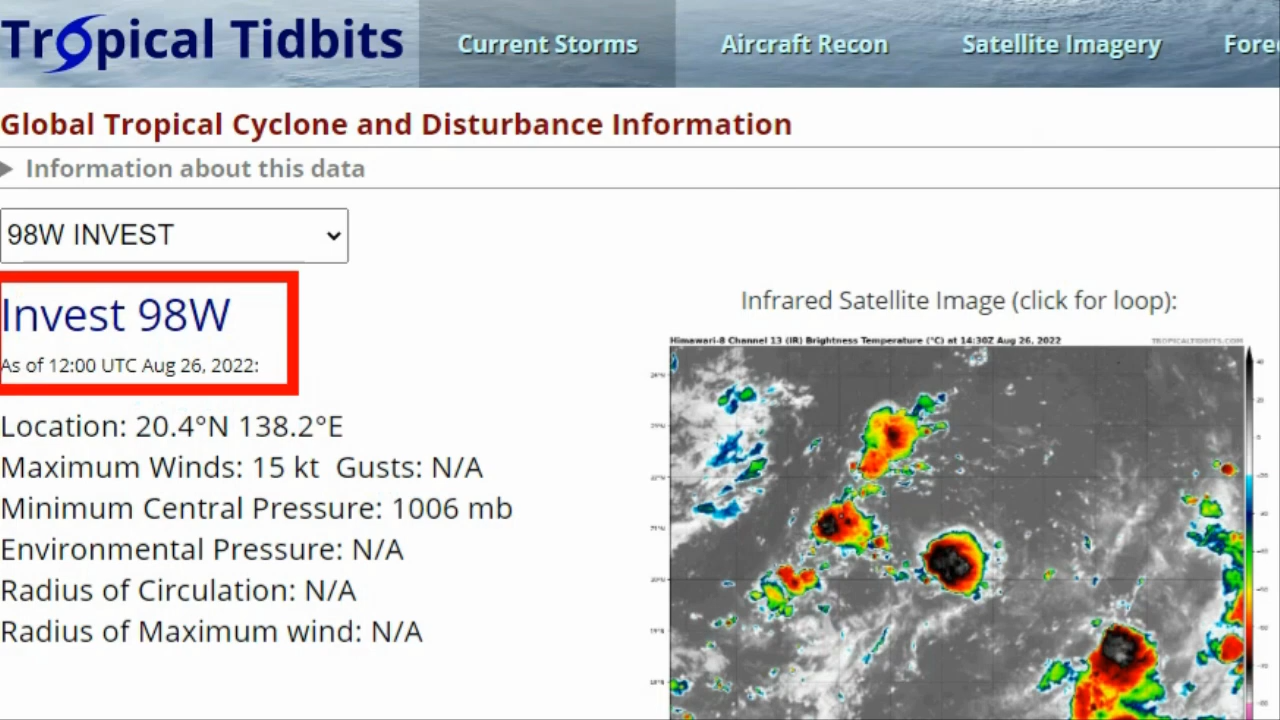 Tropical Tidbits
Current Storms
Aircraft Recon
Satellite Imagery
Fore
Global Tropical Cyclone and Disturbance Information
Information about this data
98W INVEST
Invest 98W
As of 12:00 UTC Aug 26, 2022:
Location: 20.4°N 138.2°E
Maximum Winds: 15 kt Gusts: N/A
Minimum Central Pressure: 1006 mb
Environmental Pressure: N/A
Radius of Circulation: N/A
Radius of Maximum wind: N/A
Infrared Satellite Image (click for loop):
Himawari-8 Channel 13 (IR) Brightness Temperature (°C) at 14:30Z Aug 26, 2022
TROPICALTIDBITS.COM